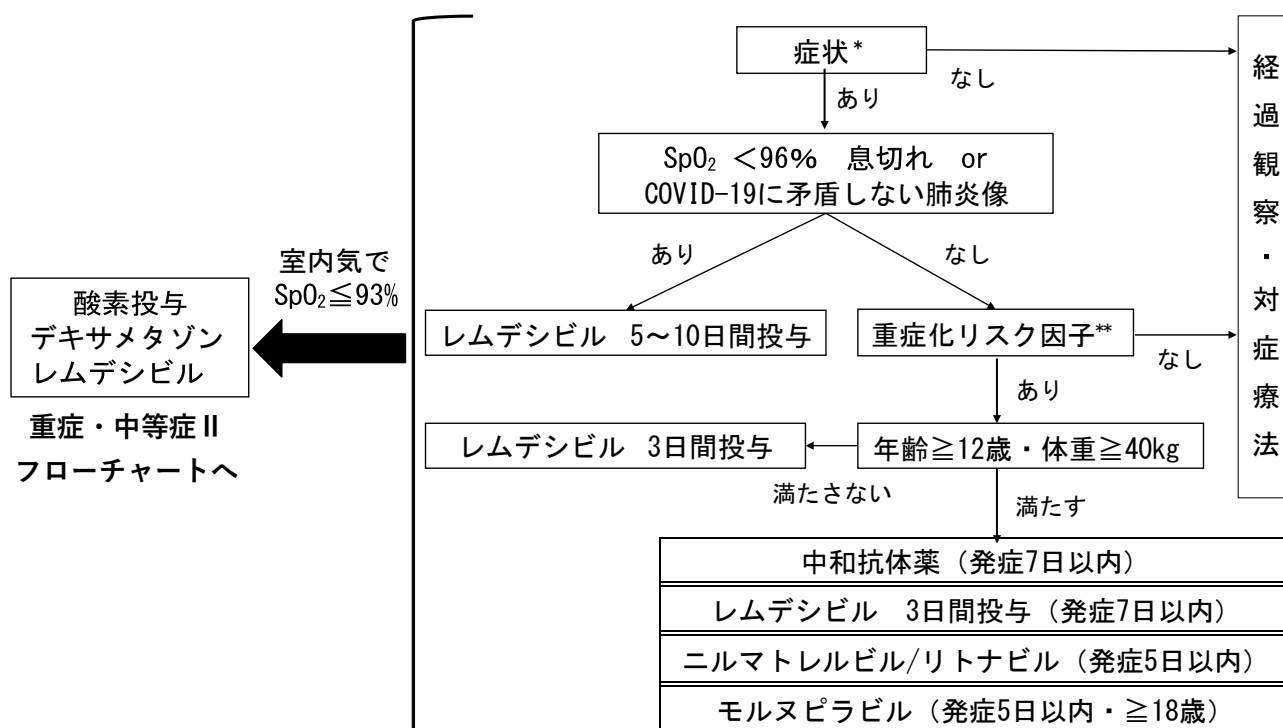 症状*
なし
あり
SpO₂ <96% 息切れ or
COVID-19に矛盾しない肺炎像
あり
なし
室内気で
SpO₂≦93%
酸素投与
デキサメタゾン
レムデシビル
重症・中等症Ⅱ
フローチャートへ
レムデシビル 5~10日間投与
重症化リスク因子**
なし
あり
レムデシビル 3日間投与
年齢≧12歳・体重≧40kg
満たさない
満たす
中和抗体薬（発症7日以内）
レムデシビル 3日間投与（発症7日以内）
ニルマトレルビル/リトナビル（発症5日以内）
モルヌピラビル（発症5日以内・≧18歳）
経過観察・対症療法